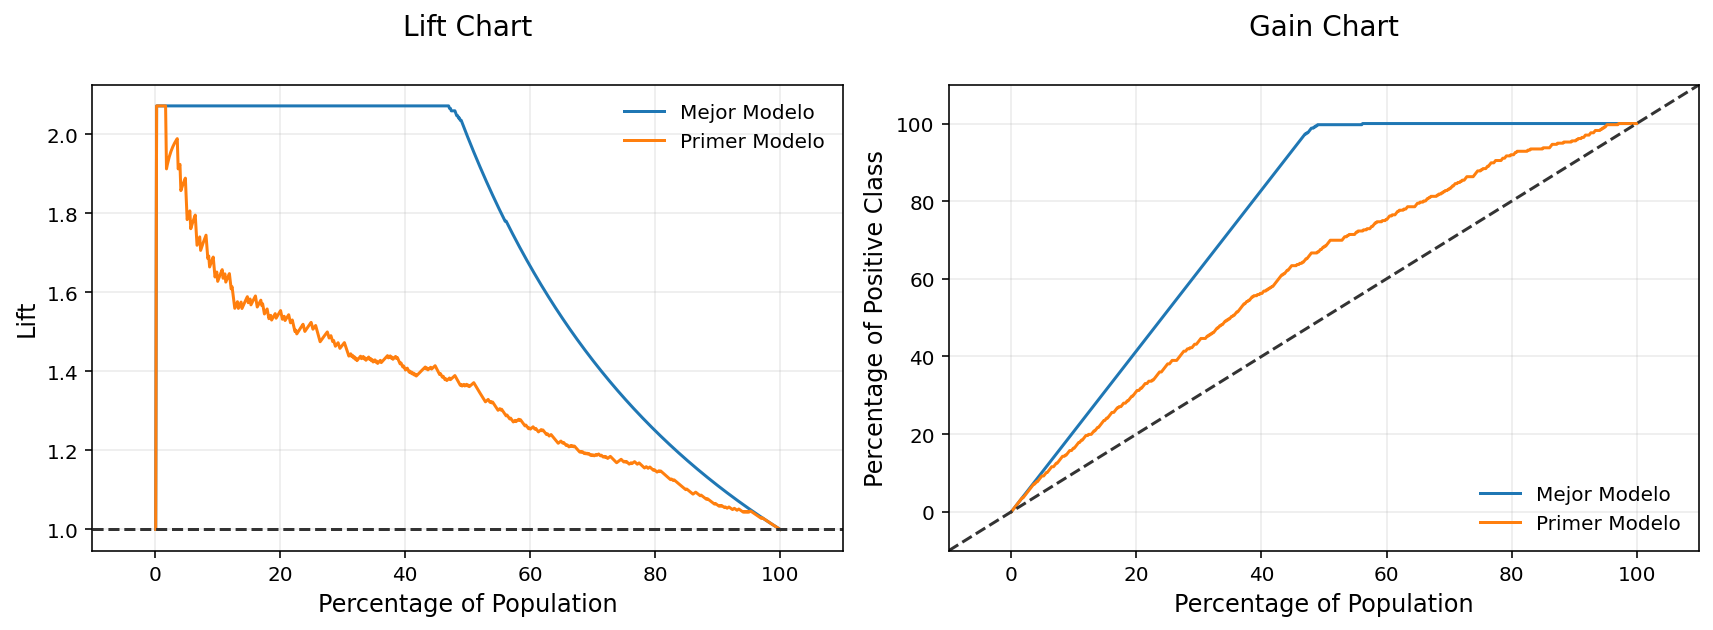 Lift Chart
Lift
2.0
1.8
1.6
1.4
1.2
1.0
0 20 40 60 80 100
Percentage of Population
Mejor Modelo
Primer Modelo
Gain Chart
Percentage of Positive Class
100
80
60
40
20
0
0 20 40 60 80 100
Percentage of Population
Mejor Modelo
Primer Modelo